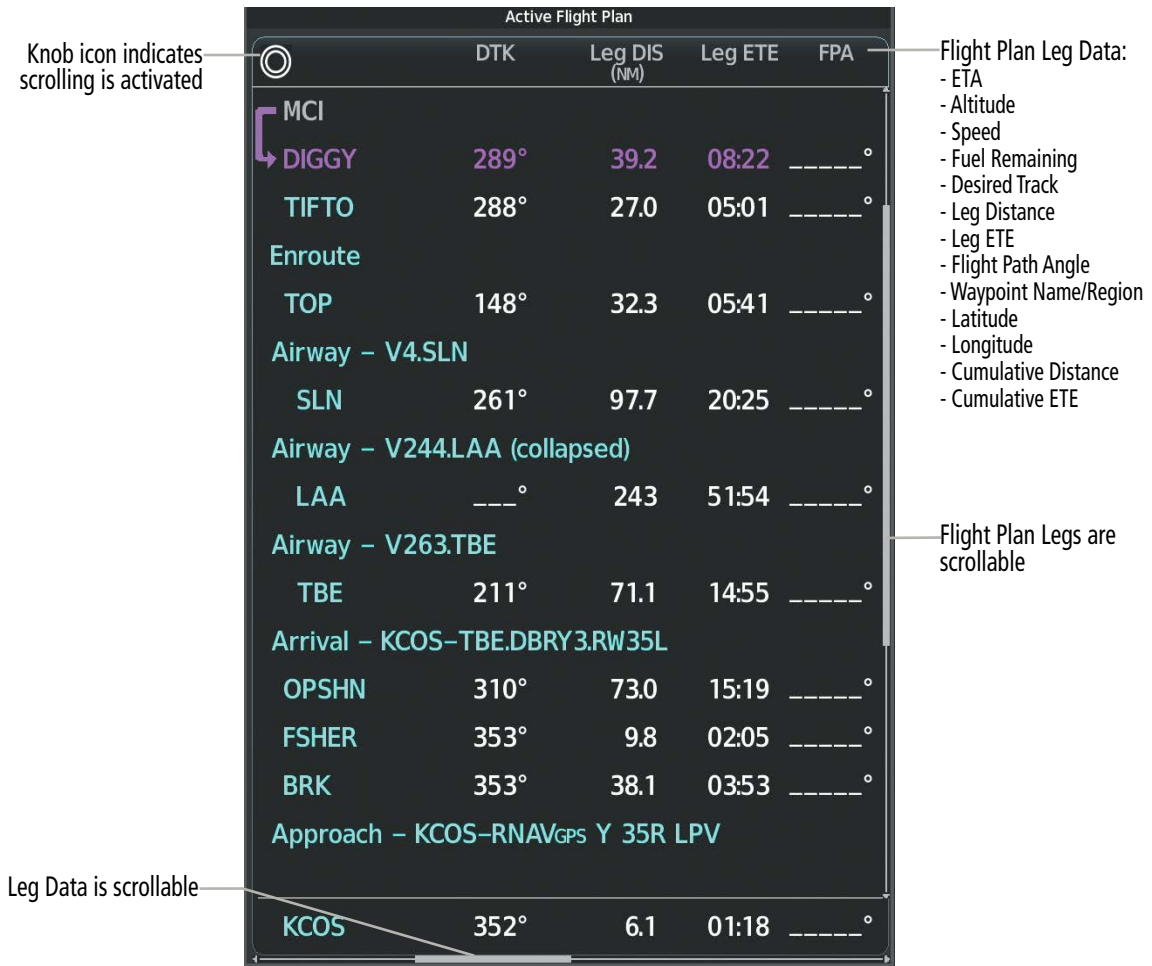 Active Flight Plan
Knob icon indicates
scrolling is activated
DTK Leg DIS Leg ETE FPA
(NM)
MCI
DIGGY 289° 39.2 08:22 _____°
TIFTO 288° 27.0 05:01 _____°
Enroute
TOP 148° 32.3 05:41 _____°
Airway – V4.SLN
SLN 261° 97.7 20:25 _____°
Airway – V244.LAA (collapsed)
LAA ___° 243 51:54 _____°
Airway – V263.TBE
TBE 211° 71.1 14:55 _____°
Arrival – KCOS–TBE.DBRY3.RW35L
OPSHN 310° 73.0 15:19 _____°
FSHER 353° 9.8 02:05 _____°
BRK 353° 38.1 03:53 _____°
Approach – KCOS–RNAVGPS Y 35R LPV
KCOS 352° 6.1 01:18 _____°
Flight Plan Leg Data:
- ETA
- Altitude
- Speed
- Fuel Remaining
- Desired Track
- Leg Distance
- Leg ETE
- Flight Path Angle
- Waypoint Name/Region
- Latitude
- Longitude
- Cumulative Distance
- Cumulative ETE
Flight Plan Legs are
scrollable
Leg Data is scrollable